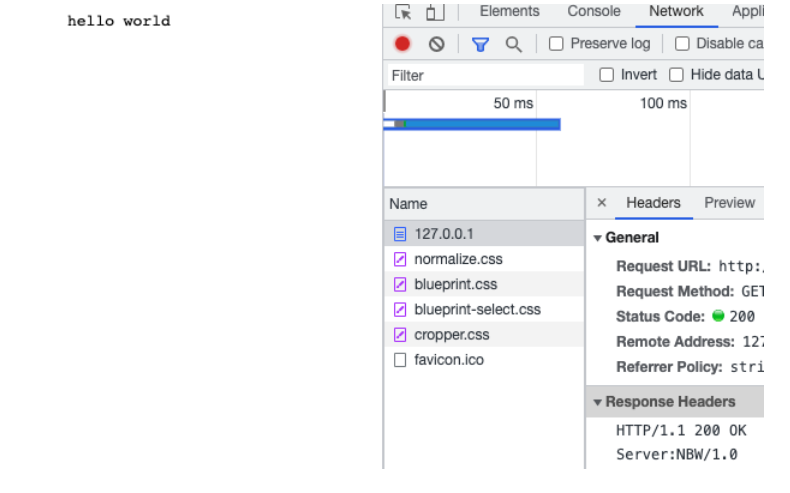 hello world
Elements Console Network Appli
Preserve log Disable ca
Filter Invert Hide data U
50 ms 100 ms
Name
127.0.0.1
normalize.css
blueprint.css
blueprint-select.css
cropper.css
favicon.ico
× Headers Preview
General
Request URL: http:
Request Method: GET
Status Code: 200
Remote Address: 127
Referrer Policy: stri
Response Headers
HTTP/1.1 200 OK
Server:NBW/1.0